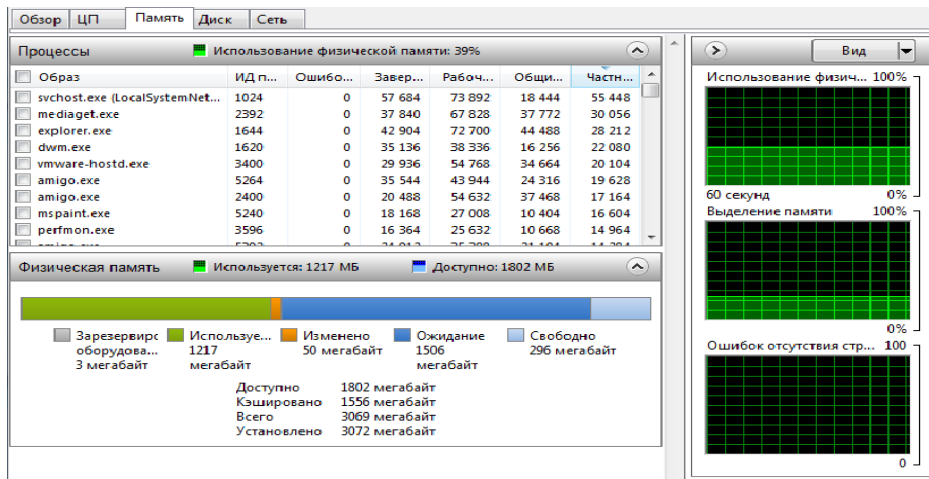 Обзор ЦП Память Диск Сеть
Процессы Использование физической памяти: 39%
Образ ИД п... Ошибо... Завер... Рабоч... Общи... Частн...
svchost.exe (LocalSystemNet... 1024 0 57 684 73 892 18 444 55 448
mediaget.exe 2392 0 37 840 67 828 37 772 30 056
explorer.exe 1644 0 42 904 72 700 44 488 28 212
dwm.exe 1620 0 35 136 38 336 16 256 22 080
vmware-hostd.exe 3400 0 29 936 54 768 34 664 20 104
amigo.exe 5264 0 35 544 43 944 24 316 19 628
amigo.exe 2400 0 20 488 54 632 37 468 17 164
mspaint.exe 5240 0 18 168 27 008 10 404 16 604
perfmon.exe 3596 0 16 364 25 632 10 668 14 964
Физическая память Используется: 1217 МБ Доступно: 1802 МБ
Зарезервирс Используе... Изменено Ожидание Свободно
оборудова... 1217 50 мегабайт 1506 296 мегабайт
3 мегабайт мегабайт мегабайт
Доступно 1802 мегабайт
Кэшировано 1556 мегабайт
Всего 3069 мегабайт
Установлено 3072 мегабайт
Вид
Использование физич... 100%
60 секунд 0%
Выделение памяти 100%
0%
Ошибок отсутствия стр... 100
0